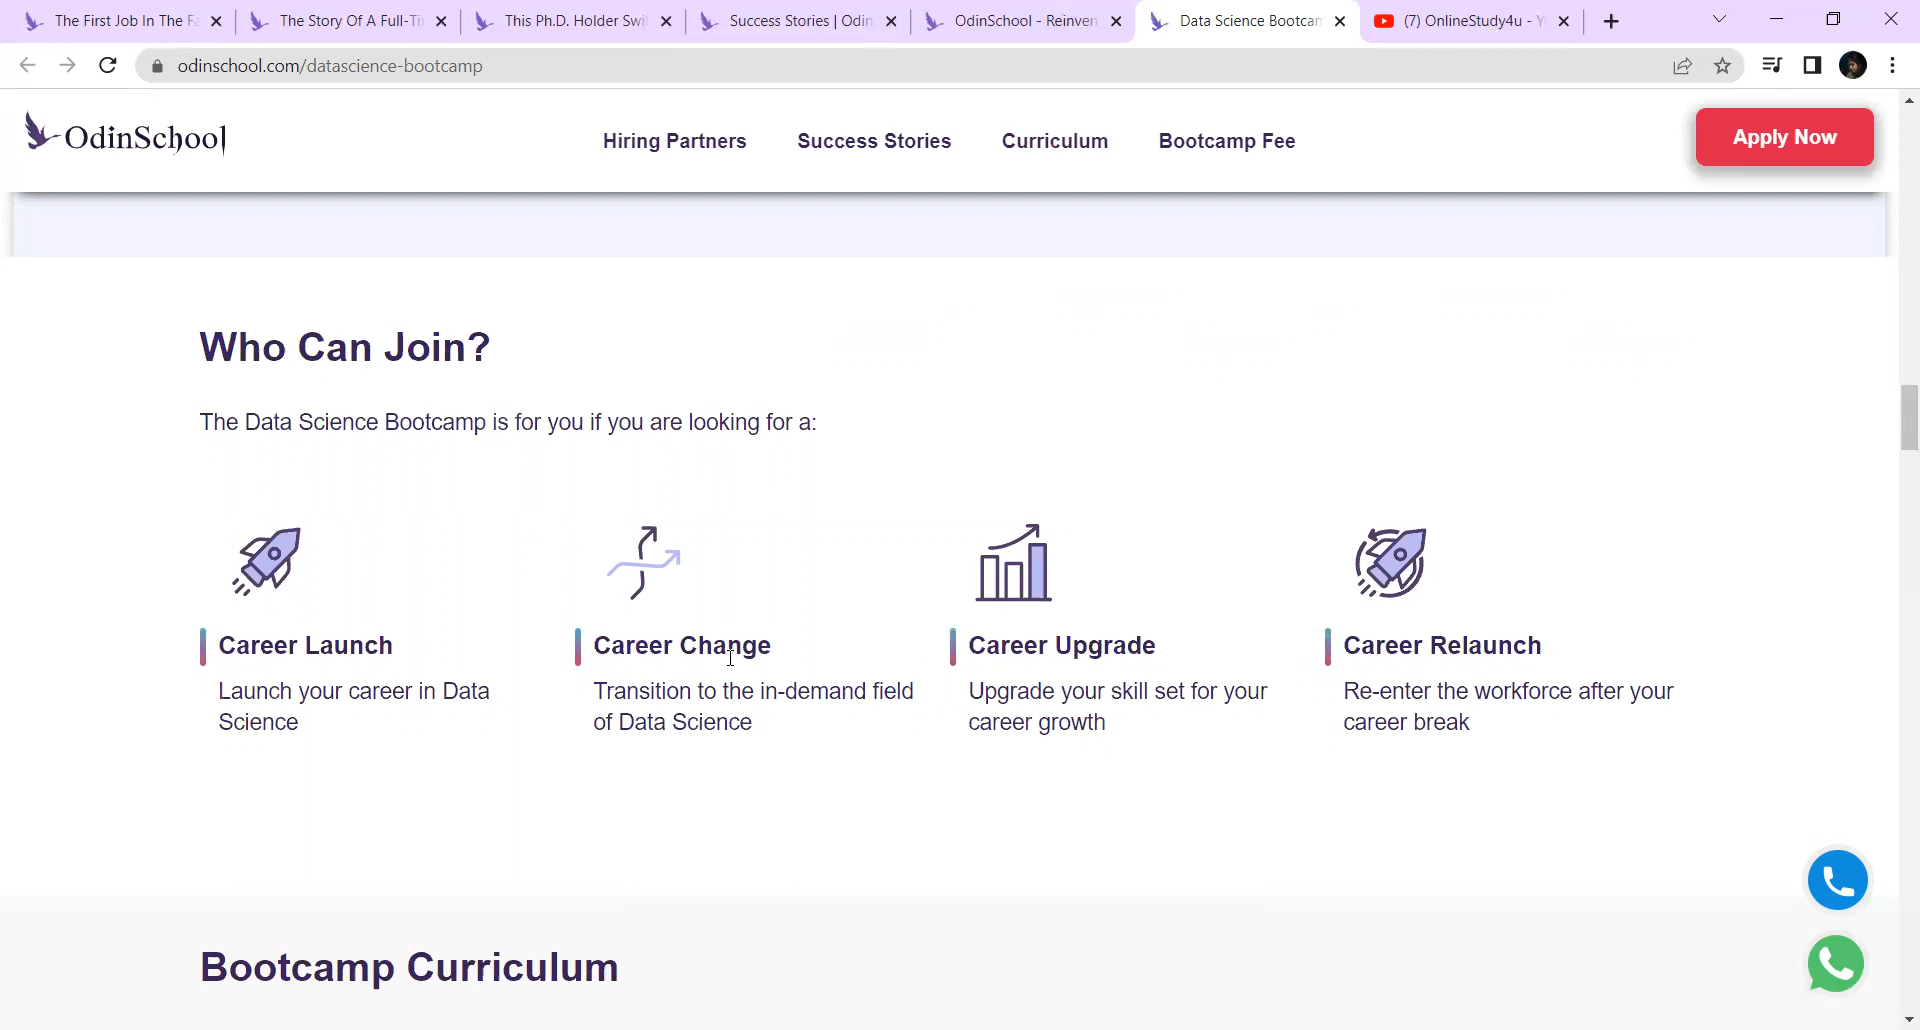 The First Job In The Fa
The Story Of A Full-Ti
This Ph.D. Holder Swi
Success Stories | Odin
OdinSchool - Reinven
Data Science Bootcam
(7) OnlineStudy4u - Y
odinschool.com/datascience-bootcamp
OdinSchool
Hiring Partners
Success Stories
Curriculum
Bootcamp Fee
Apply Now
Who Can Join?
The Data Science Bootcamp is for you if you are looking for a:
Career Launch
Launch your career in Data
Science
Career Change
Transition to the in-demand field
of Data Science
Career Upgrade
Upgrade your skill set for your
career growth
Career Relaunch
Re-enter the workforce after your
career break
Bootcamp Curriculum